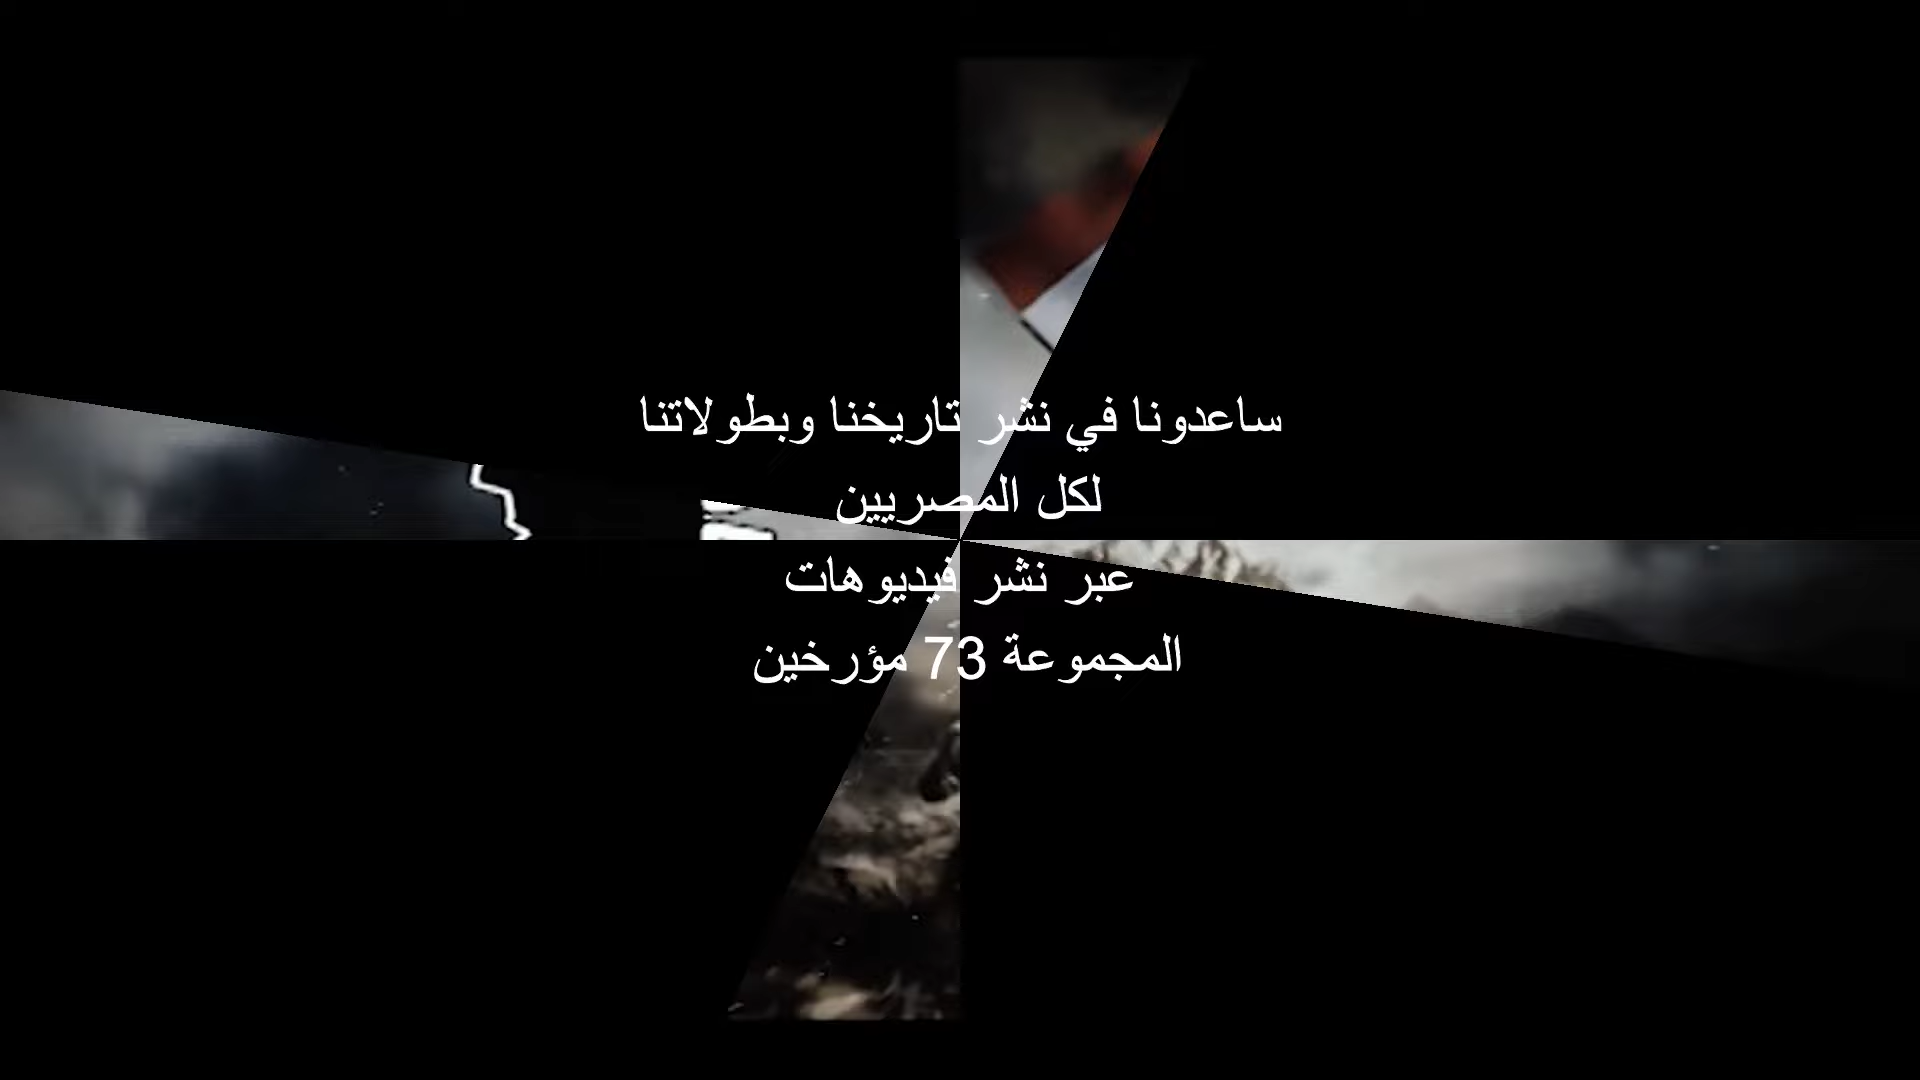 ساعدونا في نشر تاريخنا وبطولاتنا
لكل المصريين
عبر نشر فيديوهات
المجموعة 73 مؤرخين